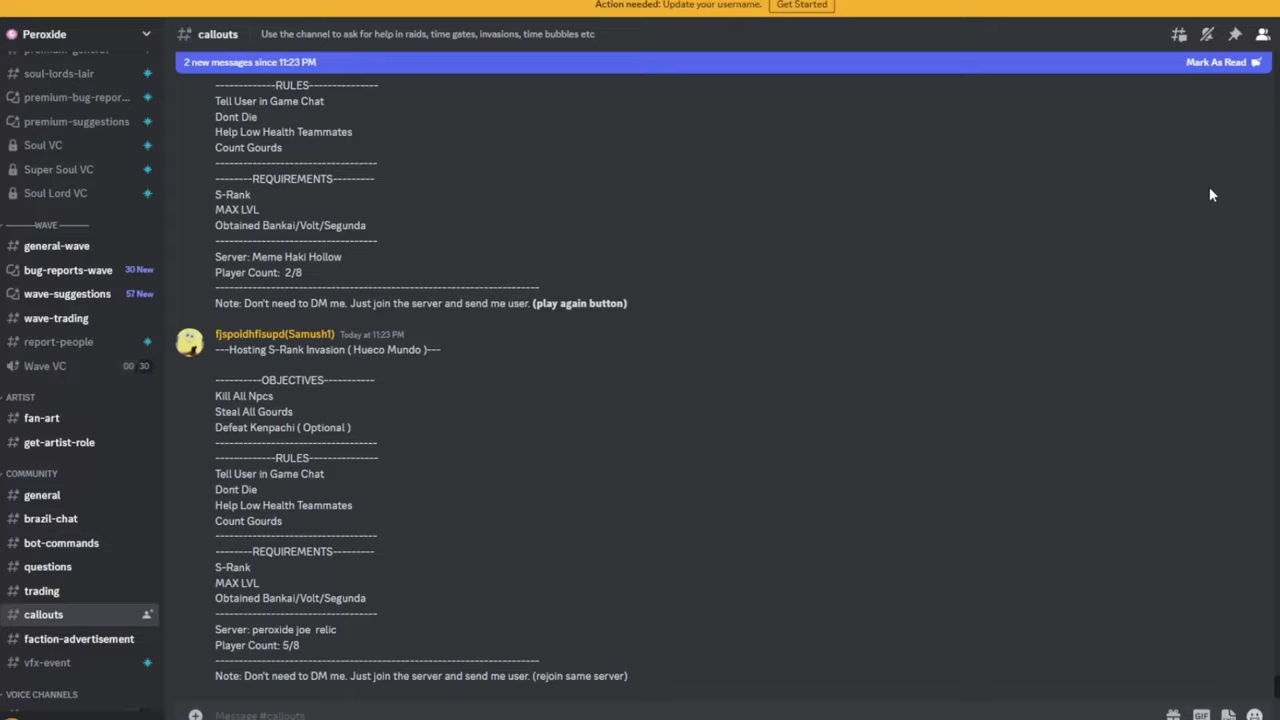 Action needed: Update your username. Get Started
Peroxide
callouts Use the channel to ask for help in raids, time gates, invasions, time bubbles etc
2 new messages since 11:23 PM Mark As Read
premium-general
soul-lords-lair
premium-bug-repor...
premium-suggestions
Soul VC
Super Soul VC
Soul Lord VC
WAVE
general-wave
bug-reports-wave 30 New
wave-suggestions 57 New
wave-trading
report-people
Wave VC 00 30
ARTIST
fan-art
get-artist-role
COMMUNITY
general
brazil-chat
bot-commands
questions
trading
callouts
faction-advertisement
vfx-event
VOICE CHANNELS
-------------RULES---------------
Tell User in Game Chat
Dont Die
Help Low Health Teammates
Count Gourds
-----------------------------------
--------REQUIREMENTS---------
S-Rank
MAX LVL
Obtained Bankai/Volt/Segunda
-----------------------------------
Server: Meme Haki Hollow
Player Count: 2/8
----------------------------------------------------------------------
Note: Don't need to DM me. Just join the server and send me user. (play again button)
fjspoidhfisupd(Samush1) Today at 11:23 PM
---Hosting S-Rank Invasion ( Hueco Mundo )---
----------OBJECTIVES-----------
Kill All Npcs
Steal All Gourds
Defeat Kenpachi ( Optional )
-----------------------------------
-------------RULES---------------
Tell User in Game Chat
Dont Die
Help Low Health Teammates
Count Gourds
-----------------------------------
--------REQUIREMENTS---------
S-Rank
MAX LVL
Obtained Bankai/Volt/Segunda
-----------------------------------
Server: peroxide joe relic
Player Count: 5/8
----------------------------------------------------------------------
Note: Don't need to DM me. Just join the server and send me user. (rejoin same server)
Message #callouts
GIF